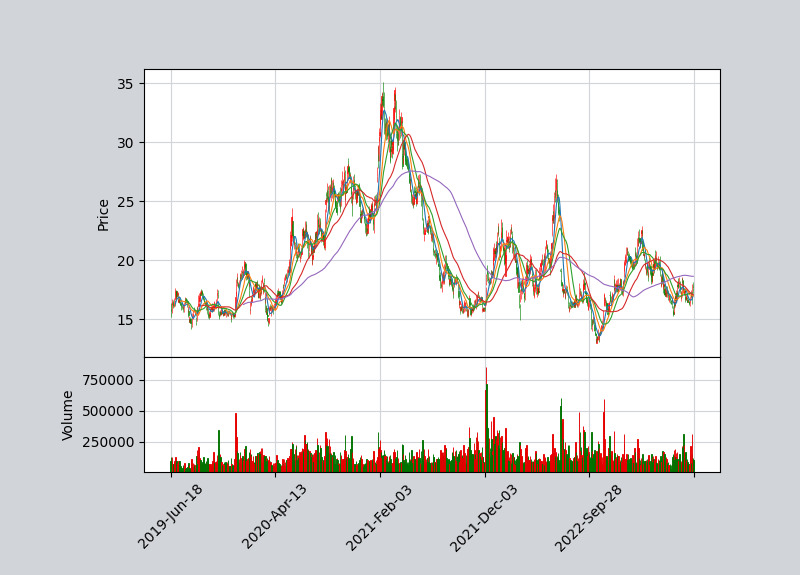 35
30
25
20
15
Price
750000
500000
250000
Volume
2019-Jun-18
2020-Apr-13
2021-Feb-03
2021-Dec-03
2022-Sep-28